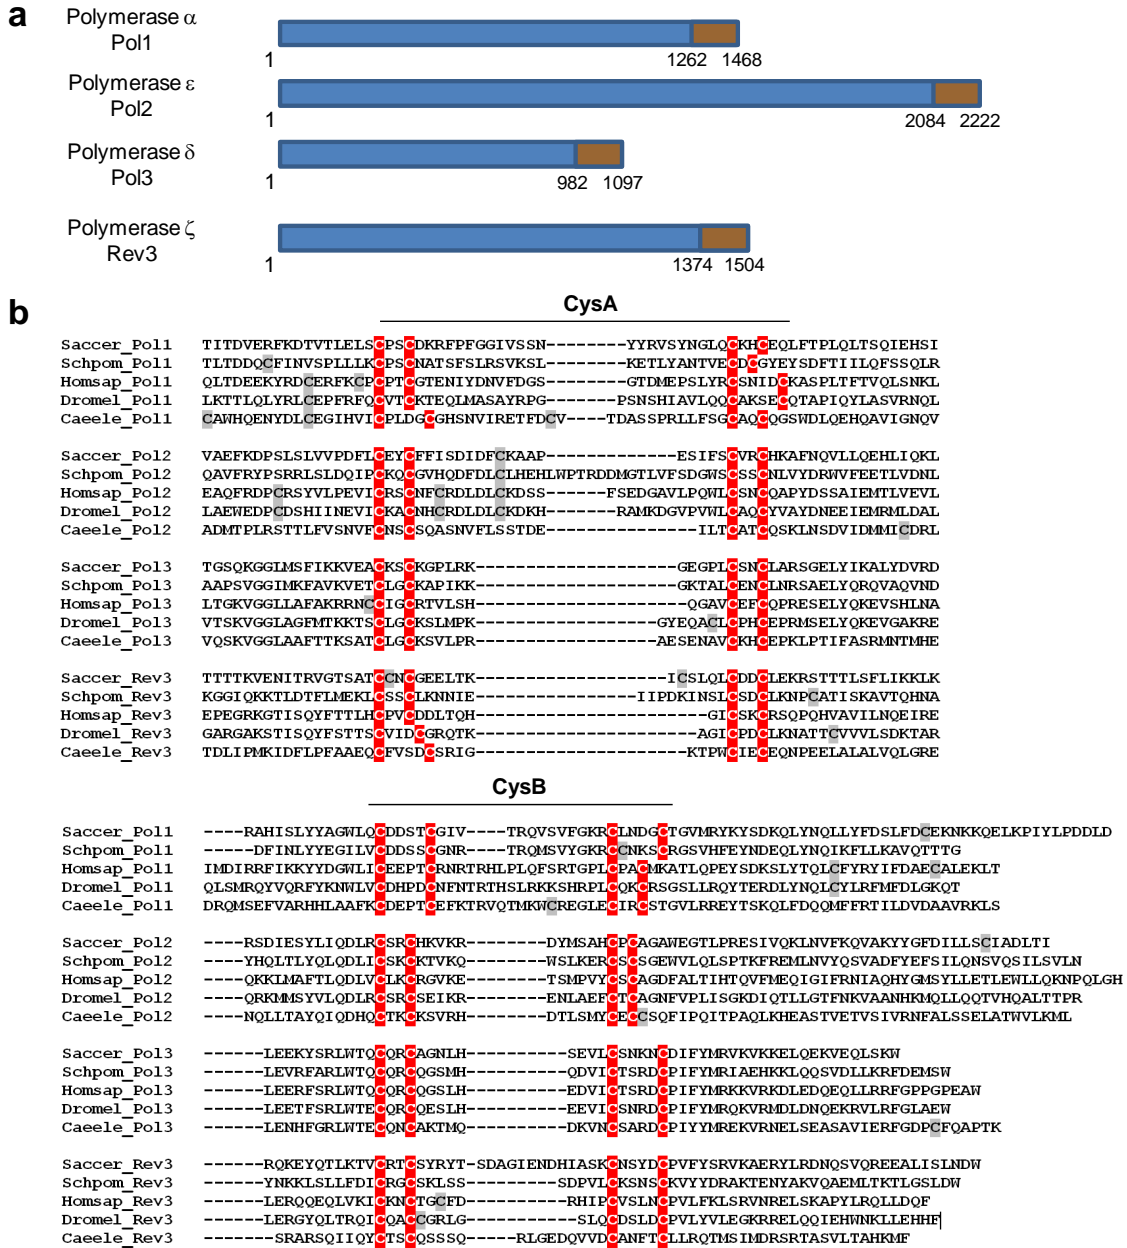 a
Polymerase α
Pol1
1
1262 1468
Polymerase ε
Pol2
1
2084 2222
Polymerase δ
Pol3
1
982 1097
Polymerase ζ
Rev3
1
1374 1504
b
CysA
Saccer_Pol1 TITDVERFKDTVTLELSCPSCDKRFPFGGIVSSN--------YYRVSYNGLQCKHCEQLFTPLQLTSQIEHSI
Schpom_Pol1 TLTDDQCFINVSPLLLKCPSCNATSFSLRSVKSL--------KETLYANTVECDCGYEYSDFTIILQFSSQLR
Homsap_Pol1 QLTDEEKYRDCERFKCPCPTCGTENIYDNVFDGS--------GTDMEPSLYRCSNIDCKASPLTFTVQLSNKL
Dromel_Pol1 LKTTLQLYRLCEPFRFQCVTCKTEQLMASAYRPG--------PSNSHIAVLQQCAKSECQTAPIQYLASVRNQL
Caeele_Pol1 CAWHQENYDLCEGIHVICPLDGCGHSNVIRETFDCV----TDASSPRLLFSGCAQCQGSWDLQEHQAVIGNQV
Saccer_Pol2 VAEFKDPSLSLVVPDFLCEYCFFISDIDFCKAAP--------ESIFSCVRCHKAFNQVLLQEHLIQKL
Schpom_Pol2 QAVFRYPSRRLSLDQIPCKQCGVHQDFDLCLHEHLWPTRDDMGTLVFSDGWSCSSCNLVYDRWVFEETLVDNL
Homsap_Pol2 EAQFRDPCRSYVLPEVICRSCNFCRDLDLCKDSS------FSEDGAVLPQWLCSNCQAPYDSSAIEMTLVEVL
Dromel_Pol2 LAEWEDPCDSHIINEVICKACNHCRDLDLCKDKH------RAMKDGVPVWLCAQCYVAYDNEEIEMRMLDAL
Caeele_Pol2 ADMTPLRSTTLFVSNVFCNSCSQASNVFLSSTDE---------------ILTCATCQSKLNSDVIDMMICDRL
Saccer_Pol3 TGSQKGGLMSFIKKVEACKSCKGPLRK--------------------GEGPLCSNCLARSGELYIKALYDVRD
Schpom_Pol3 AAPSVGGIMKFAVKVETCLGCKAPIKK--------------------GKTALCENCLNRSAELYQRQVAQVND
Homsap_Pol3 LTGKVGGLLAFAKRRNCCIGCRTVLSH---------------------QGAVCEFCQPRESELYQKEVSHLNA
Dromel_Pol3 VTSKVGGLAGFMTKKTSCLGCKSLMPK------------------GYEQACLCPHCEPRMSELYQKEVGAKRE
Caeele_Pol3 VQSKVGGLAAFTTKSATCLGCKSVLPR------------------AESENAVCKHCEPKLPTIFASRMNTMHE
Saccer_Rev3 TTTTKVENITRVGTSATCCNCGEELTK-------------------ICSLQLCDDCLEKRSTTTLSFLIKKLK
Schpom_Rev3 KGGIQKKTLDTFLMEKLCSSCLKNNIE----------------IIPDKINSLCSDCLKNPCATISKAVTQHNA
Homsap_Rev3 EPEGRKGTISQYFTTLHCPVCDDLTQH-----------------------GICSKCRSQPQHVAVILNQEIRE
Dromel_Rev3 GARGAKSTISQYFSTTSCVIDCGRQTK----------------------AGICPDCLKNATTCVVVLSDKTAR
Caeele_Rev3 TDLIPMKIDFLPFAAEQCFVSDCSRIG---------------------KTPWCIECEQNPEELALALVQLGRE
CysB
Saccer_Pol1 ----RAHISLYYAGWLQCDDSTCGIV----TRQVSVFGKRCLNDGCTGVMRYKYSDKQLYNQLLYFDSLFDCEKNKKQELKPIYLPDDLD
Schpom_Pol1 -----DFINLYYEGILVCDDSSCGNR----TRQMSVYGKRCCNKSCRGSVHFEYNDEQLYNQIKFLLKAVQTTTG
Homsap_Pol1 IMDIRRFIKKYYDGWLICEEPTCRNRTRHLPLQFSRTGPLCPACMKATLQPEYSDKSLYTQLCFYRYIFDAECALEKLT
Dromel_Pol1 QLSMRQYVQRFYKNWLVCDHPDCNFNTRTHSLRKKSHRPLCQKCRSGSLLRQYTERDLYNQLCYLRFMFDLGKQT
Caeele_Pol1 DRQMSEFVARHHLAAFKCDEPTCEFKTRVQTMKWCREGLECIRCSTGVLRREYTSKQLFDQQMFFRTILDVDAAVRKLS
Saccer_Pol2 ----RSDIESYLIQDLRCSRCHKVKR--------DYMSAHCPCAGAWEGTLPRESIVQKLNVFKQVAKYYGFDILLSCIADLTI
Schpom_Pol2 ----YHQLTLYQLQDLICSKCKTVKQ--------WSLKERCSCSGEWVLQLSPTKFREMLNVYQSVADFYEFSILQNSVQSILSVLN
Homsap_Pol2 ----QKKLMAFTLQDLVCLKCRGVKE--------TSMPVYCSCAGDFALTIHTQVFMEQIGIFRNIAQHYGMSYLLETLEWLLQKNPQLGH
Dromel_Pol2 ----QRKMMSYVLQDLRCSRCSEIKR--------ENLAEFCTCAGNFVPLISGKDIQTLLGTFNKVAANHKMQLLQQTVHQALTTPR
Caeele_Pol2 ----NQLLTAYQIQDHQCTKCKSVRH--------DTLSMYCECCSQFIPQITPAQLKHEASTVETVSIVRNFALSSELATWVLKML
Saccer_Pol3 ------LEEKYSRLWTQCQRCAGNLH----------SEVLCSNKNCDIFYMRVKVKKELQEKVEQLSKW
Schpom_Pol3 ------LEVRFARLWTQCQRCQGSMH----------QDVICTSRDCPIFYMRIAEHKKLQQSVDLLKRFDEMSW
Homsap_Pol3 ------LEERFSRLWTQCQRCQGSLH----------EDVICTSRDCPIFYMRKKVRKDLEDQEQLLRRFGPPGPEAW
Dromel_Pol3 ------LEETFSRLWTECQRCQESLH----------EEVICSNRDCPIFYMRQKVRMDLDNQEKRVLRFGLAEW
Caeele_Pol3 ------LENHFGRLWTECQNCAKTMQ----------DKVNCSARDCPIYYMREKVRNELSEASAVIERFGDPCFQAPTK
Saccer_Rev3 ------RQKEYQTLKTVCRTCSYRYT-SDAGIENDHIASKCNSYDCPVFYSRVKAERYLRDNQSVQREEALISLNDW
Schpom_Rev3 ------YNKKLSLLFDICRGCSKLSS---------SDPVLCKSNSCKVYYDRAKTENYAKVQAEMLTKTLGSLDW
Homsap_Rev3 ------LERQQEQLVKICKNCTGCFD---------RHIPCVSLNCPVLFKLSRVNRELSKAPYLRQLLDQF
Dromel_Rev3 ------LERGYQLTRQICQACCGRLG-----------SLQCDSLDCPVLYVLEGKRRELQQIEHWNKLLEHHF
Caeele_Rev3 -------SRARSQIIQYCTSCQSSSQ-----RLGEDQVVDCANFTCLLRQTMSIMDRSRTASVLTAHKMF